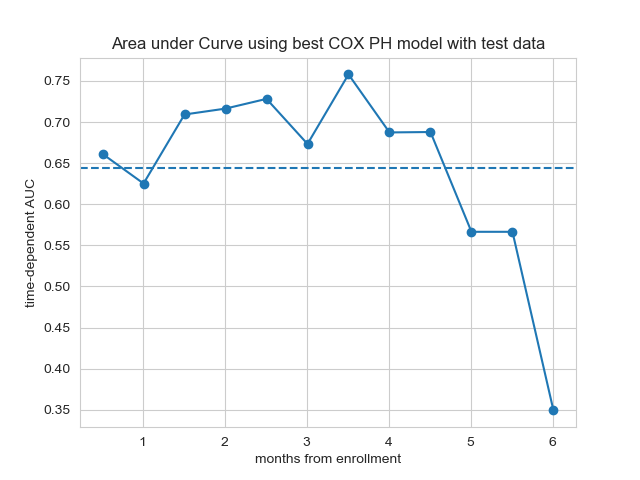 Area under Curve using best COX PH model with test data
time-dependent AUC
0.75
0.70
0.65
0.60
0.55
0.50
0.45
0.40
0.35
1 2 3 4 5 6
months from enrollment